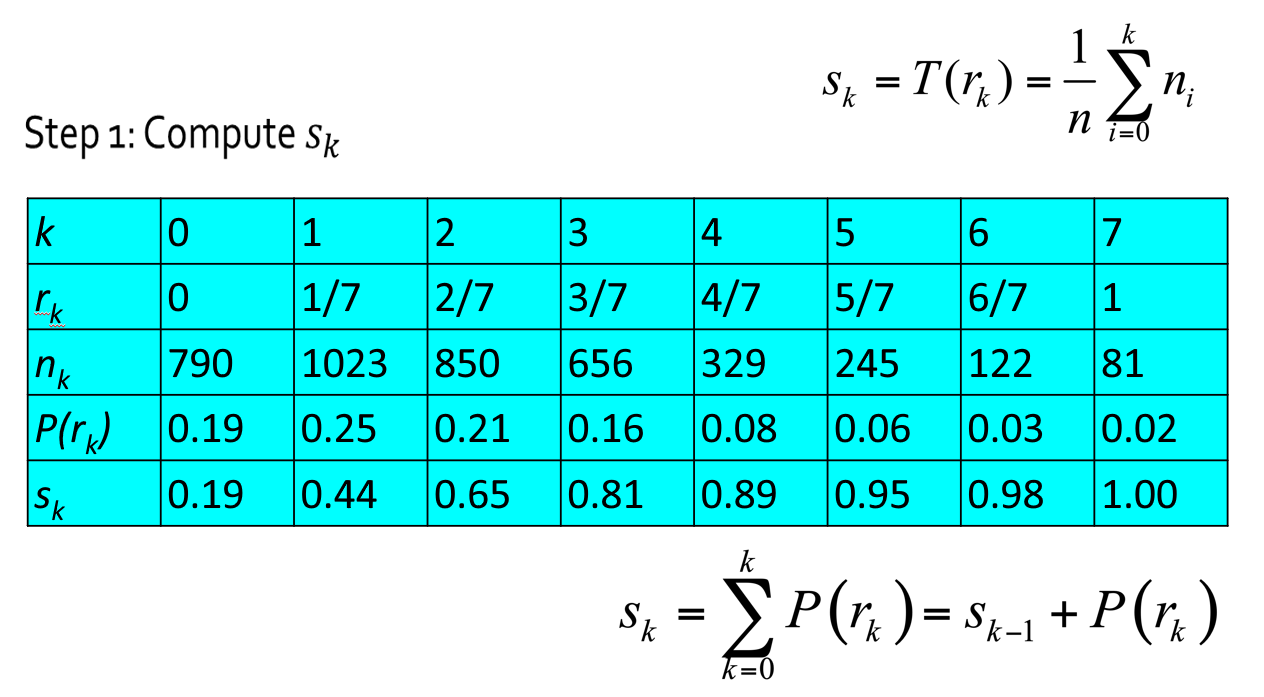 s_k = T(r_k) = \frac{1}{n} \sum_{i=0}^{k} n_i
Step 1: Compute s_k
k 0 1 2 3 4 5 6 7
r_k 0 1/7 2/7 3/7 4/7 5/7 6/7 1
n_k 790 1023 850 656 329 245 122 81
P(r_k) 0.19 0.25 0.21 0.16 0.08 0.06 0.03 0.02
s_k 0.19 0.44 0.65 0.81 0.89 0.95 0.98 1.00
s_k = \sum_{k=0}^{k} P(r_k) = s_{k-1} + P(r_k)